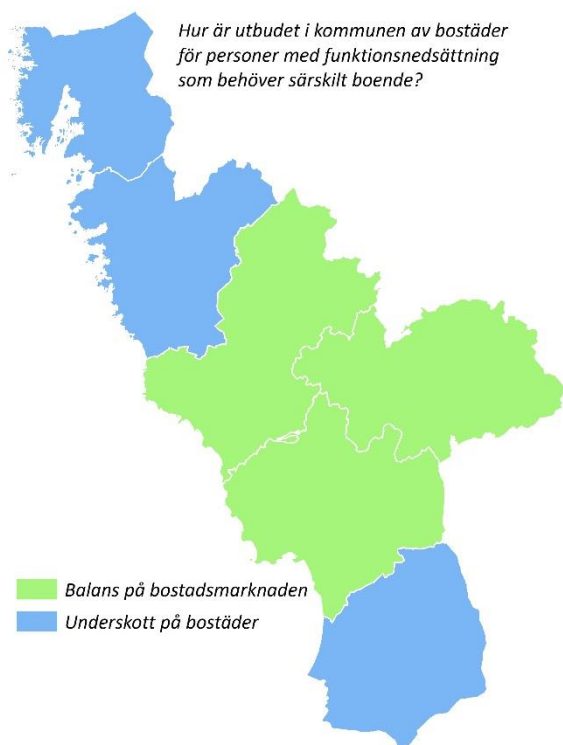 Hur är utbudet i kommunen av bostäder
för personer med funktionsnedsättning
som behöver särskilt boende?
Balans på bostadsmarknaden
Underskott på bostäder